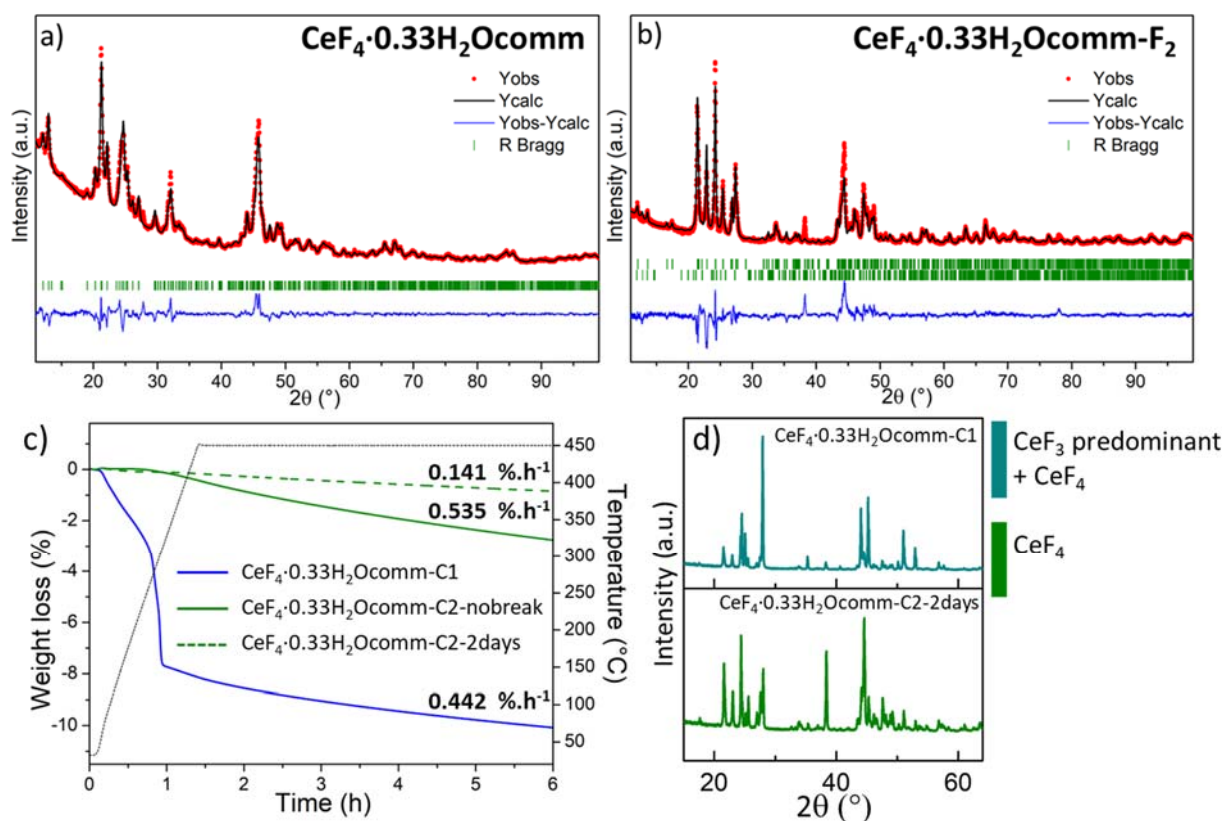 a)
CeF₄·0.33H₂Ocomm
Yobs
Ycalc
Yobs-Ycalc
R Bragg
Intensity (a.u.)
20 30 40 50 60 70 80 90
2θ (°)
b)
CeF₄·0.33H₂Ocomm-F₂
Yobs
Ycalc
Yobs-Ycalc
R Bragg
Intensity (a.u.)
20 30 40 50 60 70 80 90
2θ (°)
c)
0.141 %.h⁻¹
0.535 %.h⁻¹
CeF₄·0.33H₂Ocomm-C1
CeF₄·0.33H₂Ocomm-C2-nobreak
CeF₄·0.33H₂Ocomm-C2-2days
0.442 %.h⁻¹
Weight loss (%)
0
-2
-4
-6
-8
-10
Temperature (°C)
450
400
350
300
250
200
150
100
50
0 1 2 3 4 5 6
Time (h)
d)
CeF₄·0.33H₂Ocomm-C1
CeF₄·0.33H₂Ocomm-C2-2days
Intensity (a.u.)
20 40 60
2θ (°)
CeF₃ predominant
+ CeF₄
CeF₄